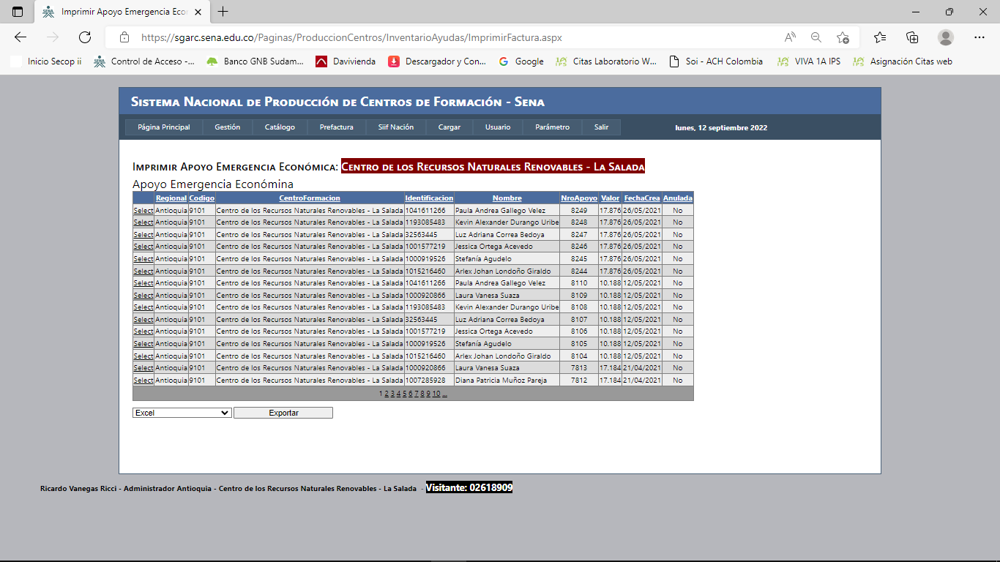 Imprimir Apoyo Emergencia Eco
https://sgarc.sena.edu.co/Paginas/ProduccionCentros/InventarioAyudas/ImprimirFactura.aspx
Inicio Secop ii Control de Acceso -... Banco GNB Sudam... Davivienda Descargador y Con... Google Citas Laboratorio W... Soi - ACH Colombia VIVA 1A IPS Asignación Citas web
Sistema Nacional de Producción de Centros de Formación - Sena
Página Principal Gestión Catálogo Prefactura Siif Nación Cargar Usuario Parámetro Salir lunes, 12 septiembre 2022
Imprimir Apoyo Emergencia Económica: Centro de los Recursos Naturales Renovables - La Salada
Apoyo Emergencia Económina
Regional Codigo CentroFormacion Identificacion Nombre NroApoyo Valor FechaCrea Anulada
Select Antioquia 9101 Centro de los Recursos Naturales Renovables - La Salada 1041611266 Paula Andrea Gallego Velez 8249 17.876 26/05/2021 No
Select Antioquia 9101 Centro de los Recursos Naturales Renovables - La Salada 1193085483 Kevin Alexander Durango Uribe 8248 17.876 26/05/2021 No
Select Antioquia 9101 Centro de los Recursos Naturales Renovables - La Salada 32563445 Luz Adriana Correa Bedoya 8247 17.876 26/05/2021 No
Select Antioquia 9101 Centro de los Recursos Naturales Renovables - La Salada 1001577219 Jessica Ortega Acevedo 8246 17.876 26/05/2021 No
Select Antioquia 9101 Centro de los Recursos Naturales Renovables - La Salada 1000919526 Stefanía Agudelo 8245 17.876 26/05/2021 No
Select Antioquia 9101 Centro de los Recursos Naturales Renovables - La Salada 1015216460 Arlex Johan Londoño Giraldo 8244 17.876 26/05/2021 No
Select Antioquia 9101 Centro de los Recursos Naturales Renovables - La Salada 1041611266 Paula Andrea Gallego Velez 8110 10.188 12/05/2021 No
Select Antioquia 9101 Centro de los Recursos Naturales Renovables - La Salada 1000920866 Laura Vanesa Suaza 8109 10.188 12/05/2021 No
Select Antioquia 9101 Centro de los Recursos Naturales Renovables - La Salada 1193085483 Kevin Alexander Durango Uribe 8108 10.188 12/05/2021 No
Select Antioquia 9101 Centro de los Recursos Naturales Renovables - La Salada 32563445 Luz Adriana Correa Bedoya 8107 10.188 12/05/2021 No
Select Antioquia 9101 Centro de los Recursos Naturales Renovables - La Salada 1001577219 Jessica Ortega Acevedo 8106 10.188 12/05/2021 No
Select Antioquia 9101 Centro de los Recursos Naturales Renovables - La Salada 1000919526 Stefanía Agudelo 8105 10.188 12/05/2021 No
Select Antioquia 9101 Centro de los Recursos Naturales Renovables - La Salada 1015216460 Arlex Johan Londoño Giraldo 8104 10.188 12/05/2021 No
Select Antioquia 9101 Centro de los Recursos Naturales Renovables - La Salada 1000920866 Laura Vanesa Suaza 7813 17.184 21/04/2021 No
Select Antioquia 9101 Centro de los Recursos Naturales Renovables - La Salada 1007285928 Diana Patricia Muñoz Pareja 7812 17.184 21/04/2021 No
1 2 3 4 5 6 7 8 9 10 ...
Excel Exportar
Ricardo Vanegas Ricci - Administrador Antioquia - Centro de los Recursos Naturales Renovables - La Salada - Visitante: 02618909